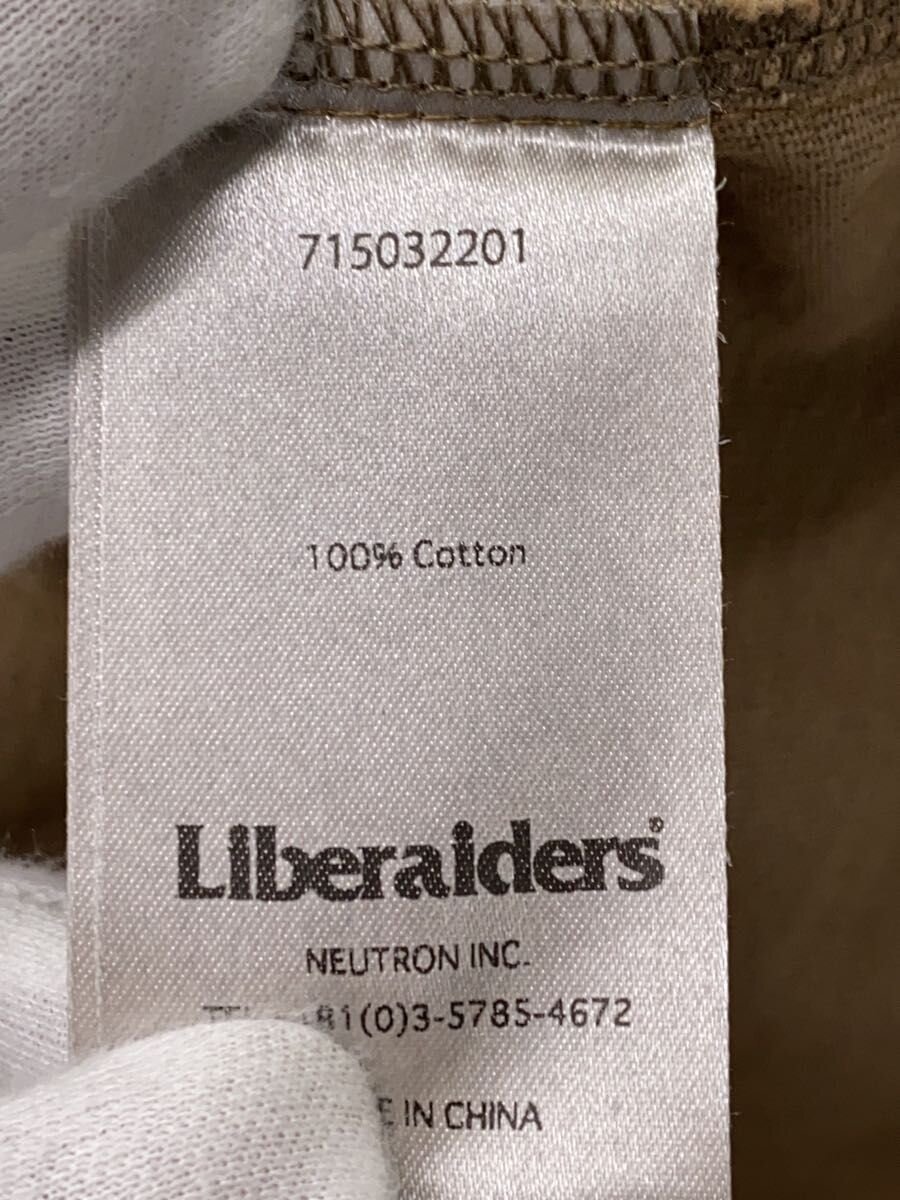 715032201
100% Cotton
Liberaiders®
NEUTRON INC.
81(0)3-5785-4672
IN CHINA